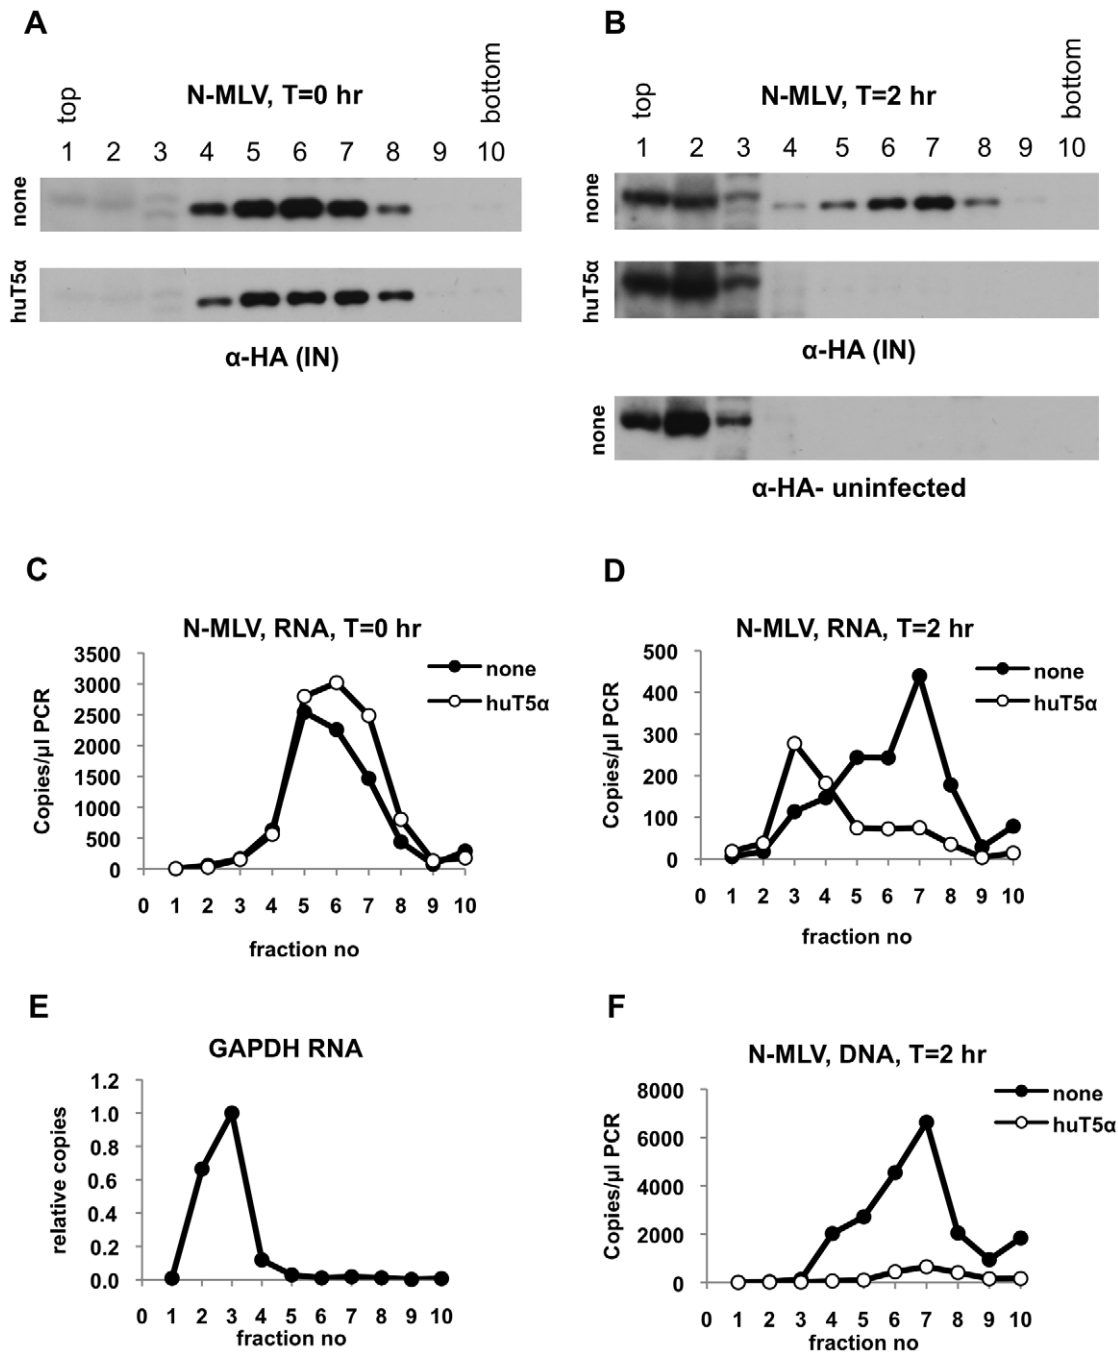 A
N-MLV, T=0 hr
top
bottom
1 2 3 4 5 6 7 8 9 10
none
huT5α
α-HA (IN)
B
N-MLV, T=2 hr
top
bottom
1 2 3 4 5 6 7 8 9 10
none
huT5α
α-HA (IN)
none
α-HA- uninfected
C
N-MLV, RNA, T=0 hr
3500
3000
2500
2000
1500
1000
500
0
Copies/µl PCR
none
huT5α
0 1 2 3 4 5 6 7 8 9 10
fraction no
D
N-MLV, RNA, T=2 hr
500
400
300
200
100
0
Copies/µl PCR
none
huT5α
0 1 2 3 4 5 6 7 8 9 10
fraction no
E
GAPDH RNA
1.2
1.0
0.8
0.6
0.4
0.2
0.0
relative copies
0 1 2 3 4 5 6 7 8 9 10
fraction no
F
N-MLV, DNA, T=2 hr
8000
6000
4000
2000
0
Copies/µl PCR
none
huT5α
0 1 2 3 4 5 6 7 8 9 10
fraction no